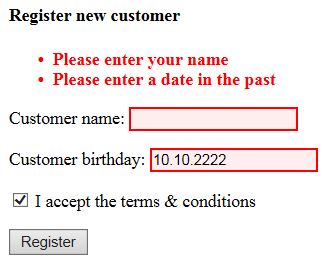 Register new customer
Please enter your name
Please enter a date in the past
Customer name:
Customer birthday: 10.10.2222
I accept the terms & conditions
Register